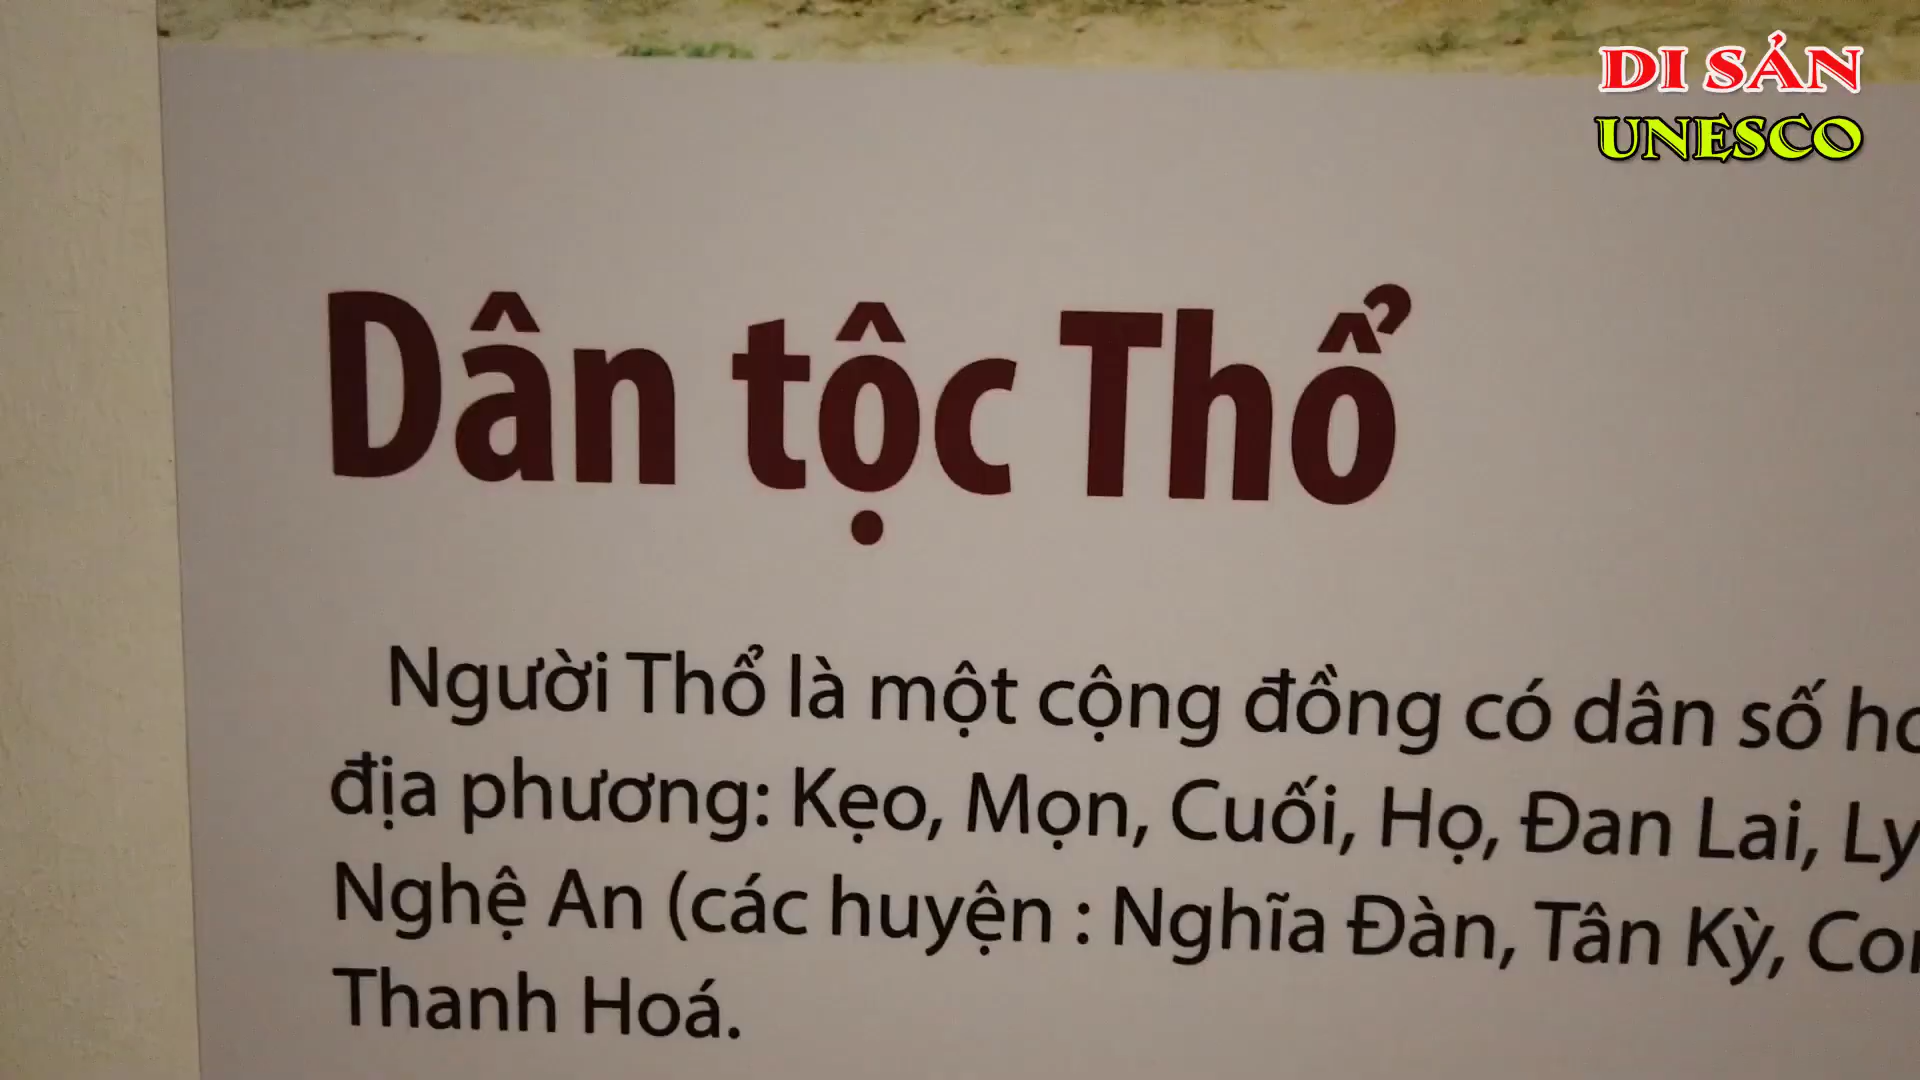 DI SẢN
UNESCO
Dân tộc Thổ
Người Thổ là một cộng đồng có dân số
địa phương: Kẹo, Mọn, Cuối, Họ, Đan Lai,
Nghệ An (các huyện : Nghĩa Đàn, Tân Kỳ,
Thanh Hoá.